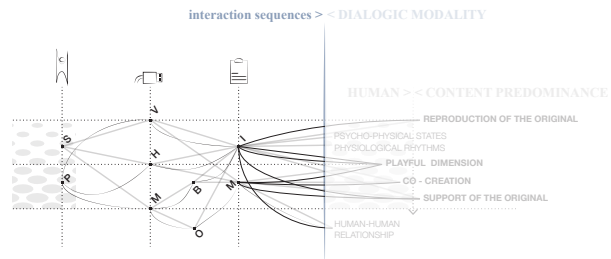 interaction sequences > < DIALOGIC MODALITY
C
HUMAN > < CONTENT PREDOMINANCE
V
REPRODUCTION OF THE ORIGINAL
S
I
PSYCHO-PHYSICAL STATES
PHYSIOLOGICAL RHYTHMS
H
PLAYFUL DIMENSION
P
B
M
CO - CREATION
M
SUPPORT OF THE ORIGINAL
O
HUMAN-HUMAN
RELATIONSHIP